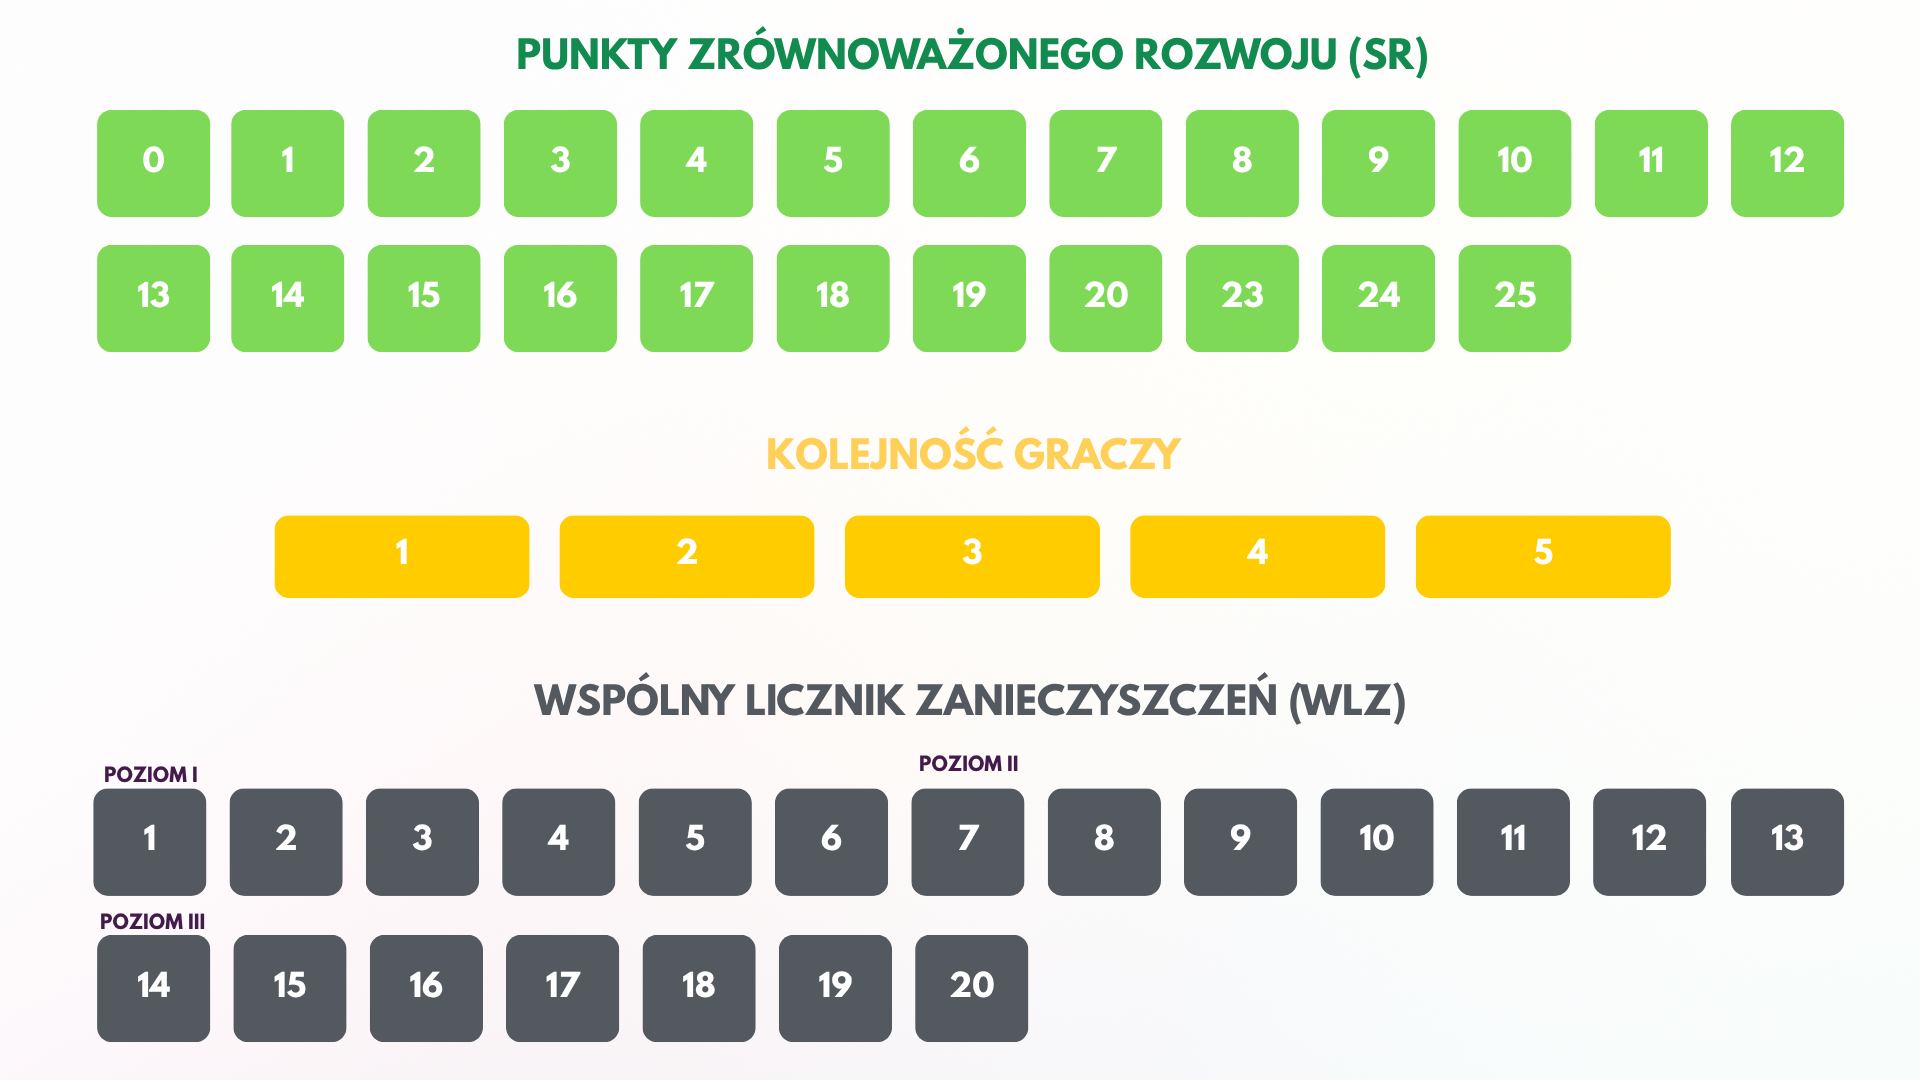 PUNKTY ZRÓWNOWAŻONEGO ROZWOJU (SR)
0 1 2 3 4 5 6 7 8 9 10 11 12
13 14 15 16 17 18 19 20 23 24 25
KOLEJNOŚĆ GRACZY
1 2 3 4 5
WSPÓLNY LICZNIK ZANIECZYSZCZEŃ (WLZ)
POZIOM I POZIOM II
1 2 3 4 5 6 7 8 9 10 11 12 13
POZIOM III
14 15 16 17 18 19 20